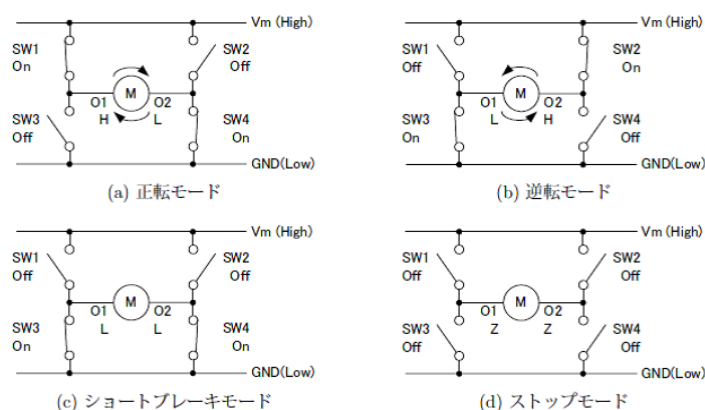 Vm (High)
SW1
On
SW2
Off
O1
M
O2
H
L
SW3
Off
SW4
On
GND(Low)
(a) 正転モード
Vm (High)
SW1
Off
SW2
On
O1
M
O2
L
H
SW3
On
SW4
Off
GND(Low)
(b) 逆転モード
Vm (High)
SW1
Off
SW2
Off
O1
M
O2
L
L
SW3
On
SW4
On
GND(Low)
(c) ショートブレーキモード
Vm (High)
SW1
Off
SW2
Off
O1
M
O2
Z
Z
SW3
Off
SW4
Off
GND(Low)
(d) ストップモード